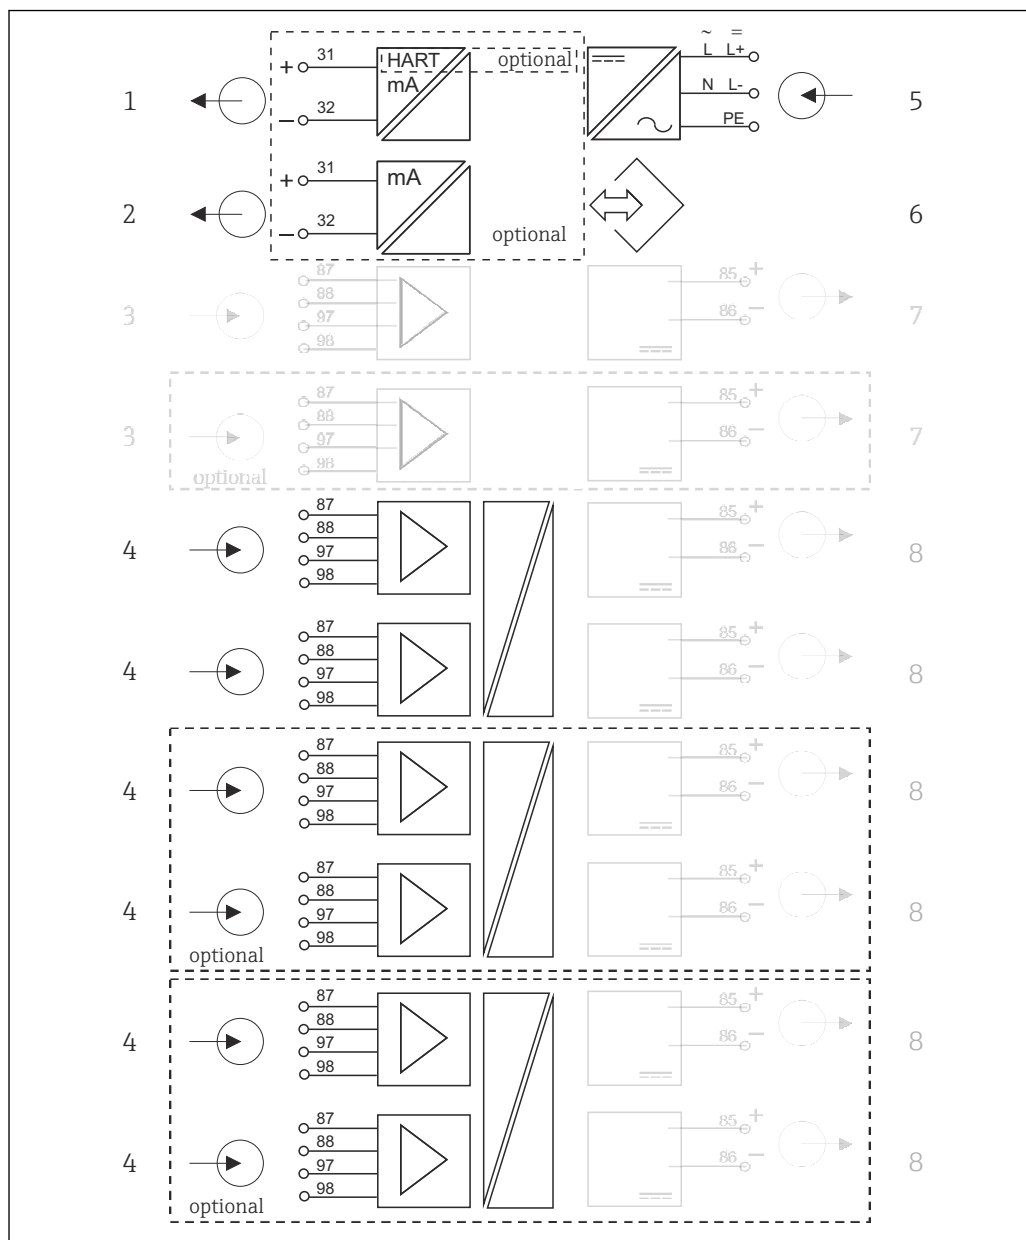 ~ =
31 HART optional L L+
+ mA
1 N L- 5
32
− PE
31
+ mA
2 6
32
− optional
87 85 +
88
3 97 86 − 7
98
87 85 +
88
3 97 86 − 7
98
optional
87 85 +
88
4 97 86 − 8
98
87 85 +
88
4 97 86 − 8
98
87 85 +
88
4 97 86 − 8
98
87 85 +
88
4 97 86 − 8
98
optional
87 85 +
88
4 97 86 − 8
98
87 85 +
88
4 97 86 − 8
98
optional